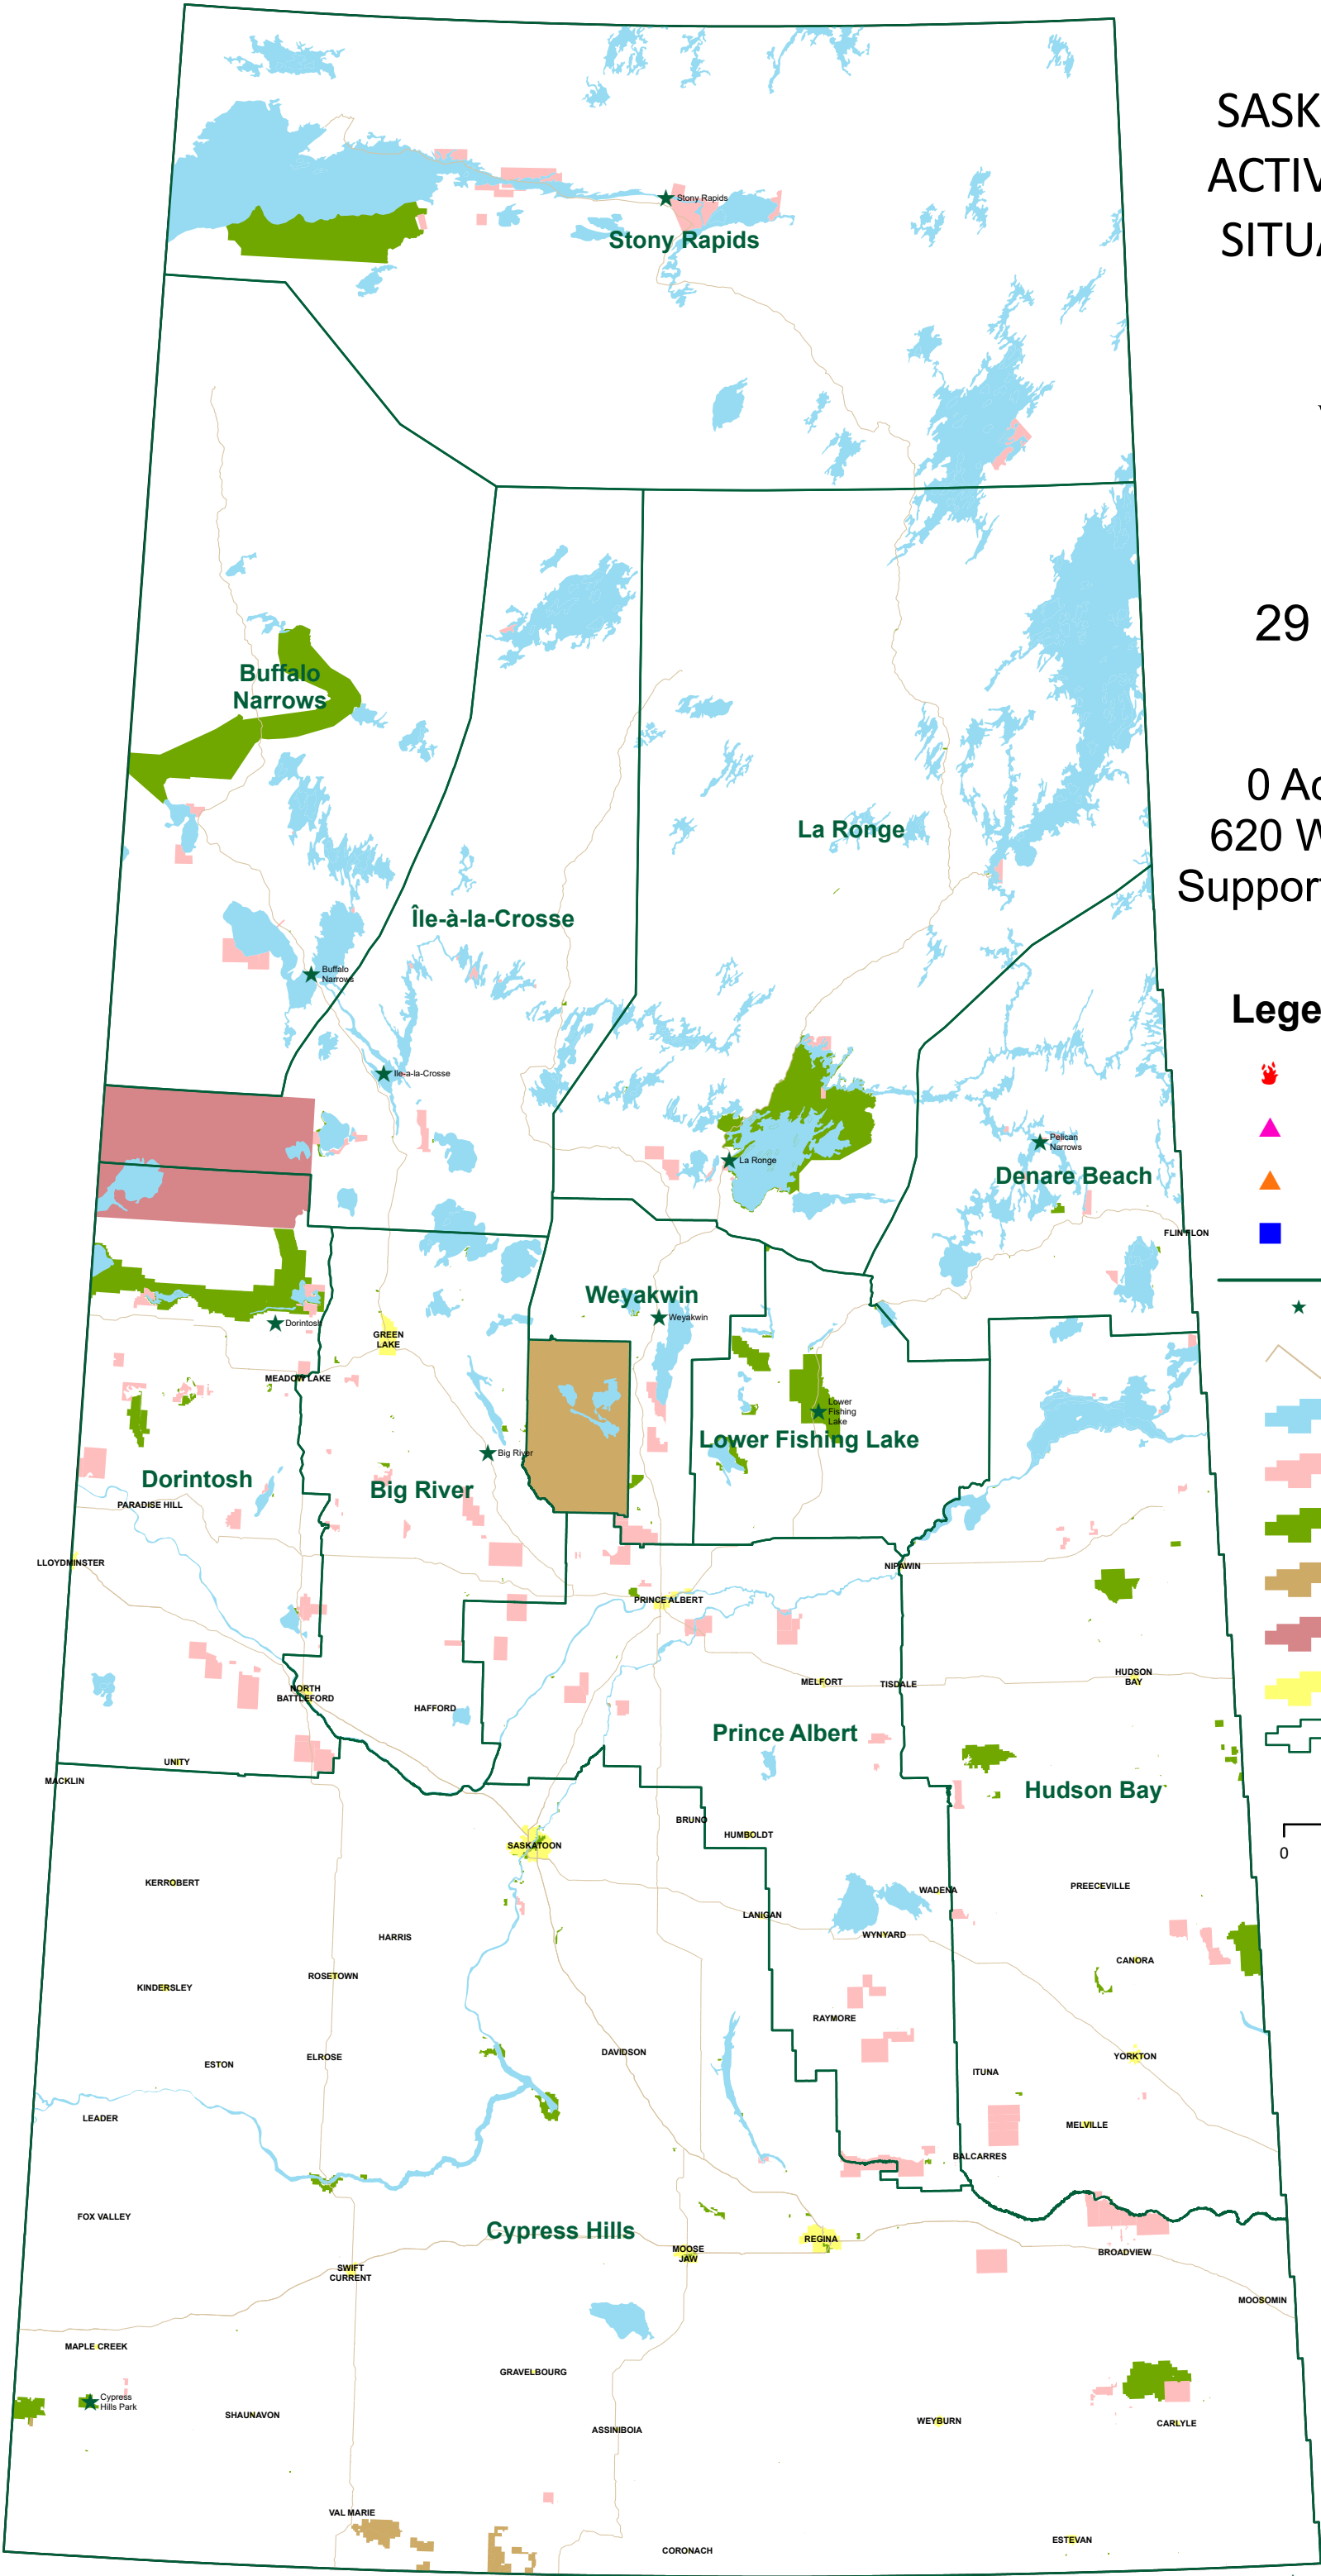 SASK
ACTIV
SITUA
Stony Rapids
Stony Rapids
29
Buffalo
Narrows
0 Ac
620 W
Support
La Ronge
Île-à-la-Crosse
Buffalo
Narrows
Lege
Ile-a-la-Crosse
Pelican
Narrows
La Ronge
Denare Beach
FLIN FLON
Weyakwin
Weyakwin
Dorintosh
GREEN
LAKE
MEADOW LAKE
Lower
Fishing
Lake
Lower Fishing Lake
Big River
Dorintosh
Big River
PARADISE HILL
LLOYDMINSTER
NIPAWIN
PRINCE ALBERT
HUDSON
BAY
MELFORT
TISDALE
NORTH
BATTLEFORD
HAFFORD
Prince Albert
UNITY
MACKLIN
Hudson Bay
BRUNO
HUMBOLDT
SASKATOON
0
KERROBERT
PREECEVILLE
WADENA
LANIGAN
WYNYARD
HARRIS
CANORA
ROSETOWN
KINDERSLEY
RAYMORE
DAVIDSON
YORKTON
ELROSE
ESTON
ITUNA
LEADER
MELVILLE
BALCARRES
FOX VALLEY
Cypress Hills
REGINA
MOOSE
JAW
BROADVIEW
SWIFT
CURRENT
MOOSOMIN
MAPLE CREEK
GRAVELBOURG
Cypress
Hills Park
SHAUNAVON
WEYBURN
CARLYLE
ASSINIBOIA
VAL MARIE
ESTEVAN
CORONACH